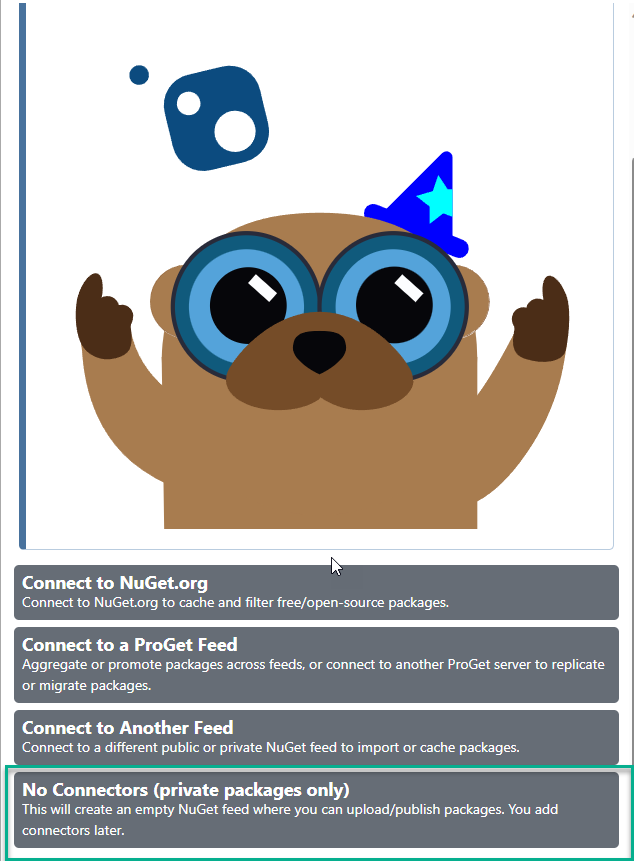 Connect to NuGet.org
Connect to NuGet.org to cache and filter free/open-source packages.
Connect to a ProGet Feed
Aggregate or promote packages across feeds, or connect to another ProGet server to replicate
or migrate packages.
Connect to Another Feed
Connect to a different public or private NuGet feed to import or cache packages.
No Connectors (private packages only)
This will create an empty NuGet feed where you can upload/publish packages. You add
connectors later.